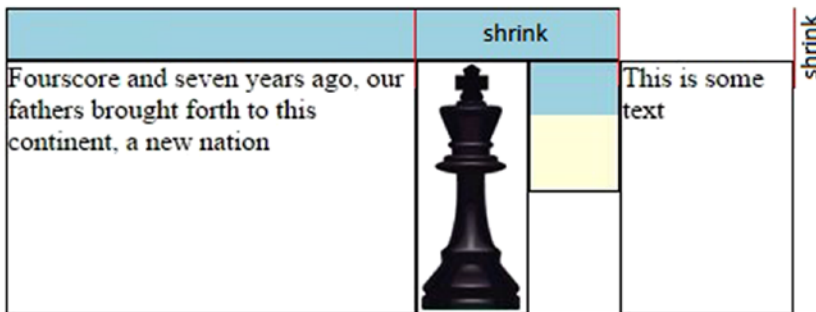 shrink
shrink
Fourscore and seven years ago, our
fathers brought forth to this
continent, a new nation
This is some
text